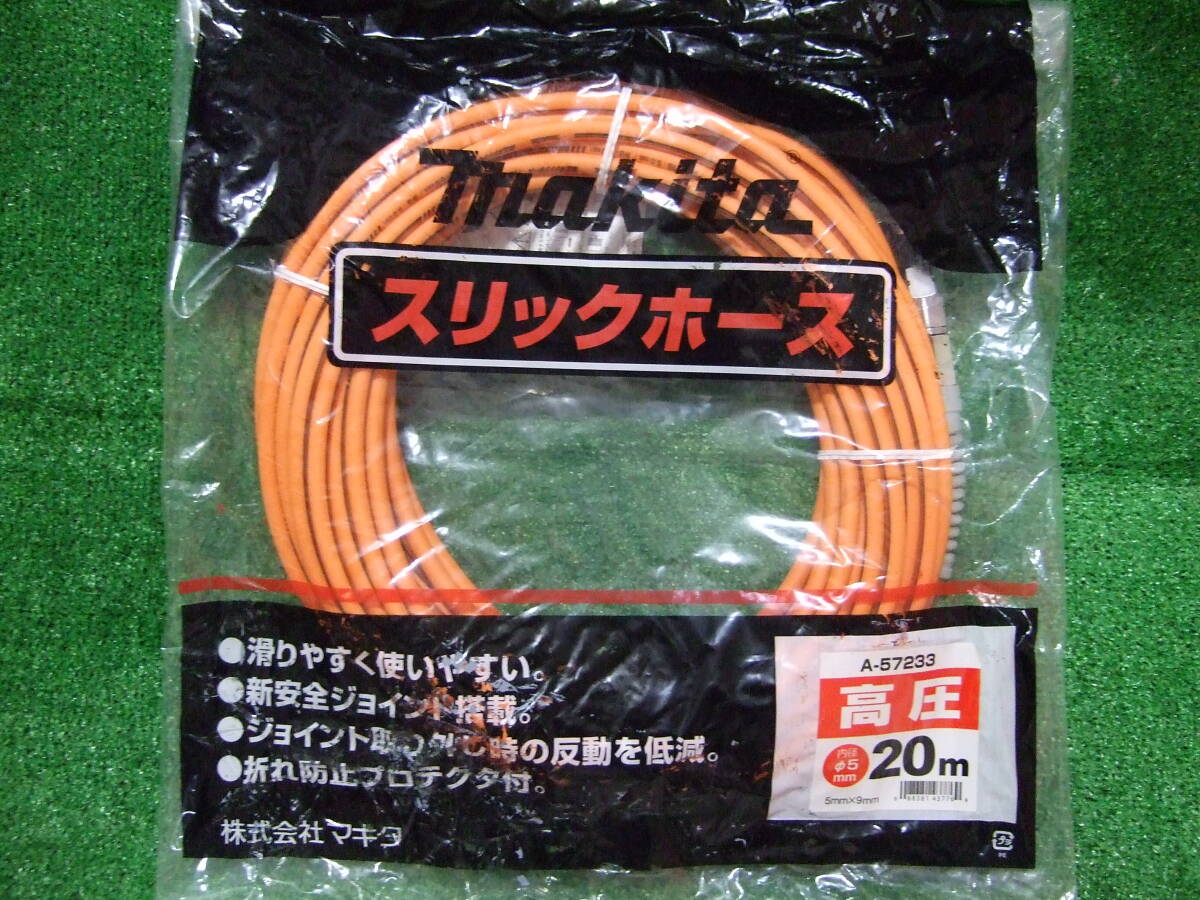 makita
スリックホース
●滑りやすく使いやすい。
●新安全ジョイント搭載。
●ジョイント取り外し時の反動を低減。
●折れ防止プロテクタ付。
株式会社マキタ
A-57233
高圧
内径
φ5
mm
20m
5mm×9mm
プラ
PE